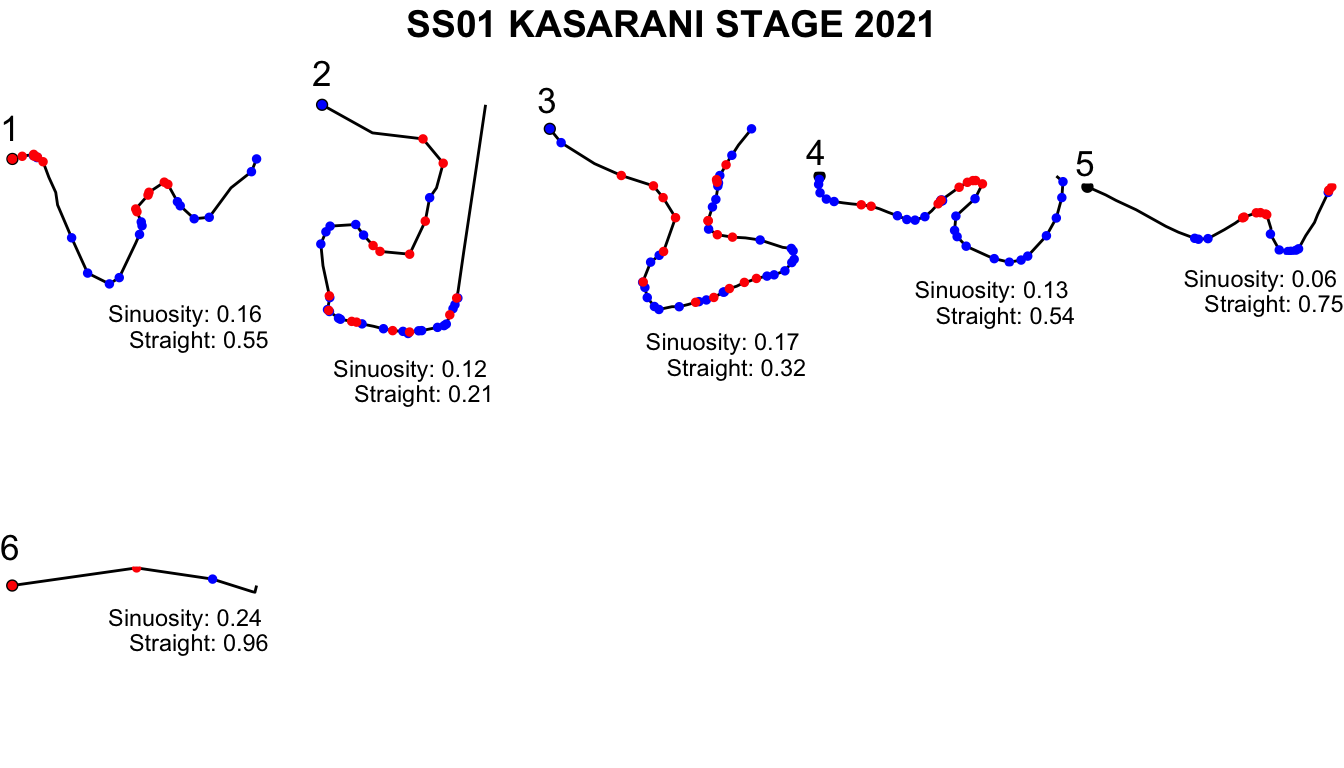 SS01 KASARANI STAGE 2021
1
Sinuosity: 0.16
Straight: 0.55
2
Sinuosity: 0.12
Straight: 0.21
3
Sinuosity: 0.17
Straight: 0.32
4
Sinuosity: 0.13
Straight: 0.54
5
Sinuosity: 0.06
Straight: 0.75
6
Sinuosity: 0.24
Straight: 0.96